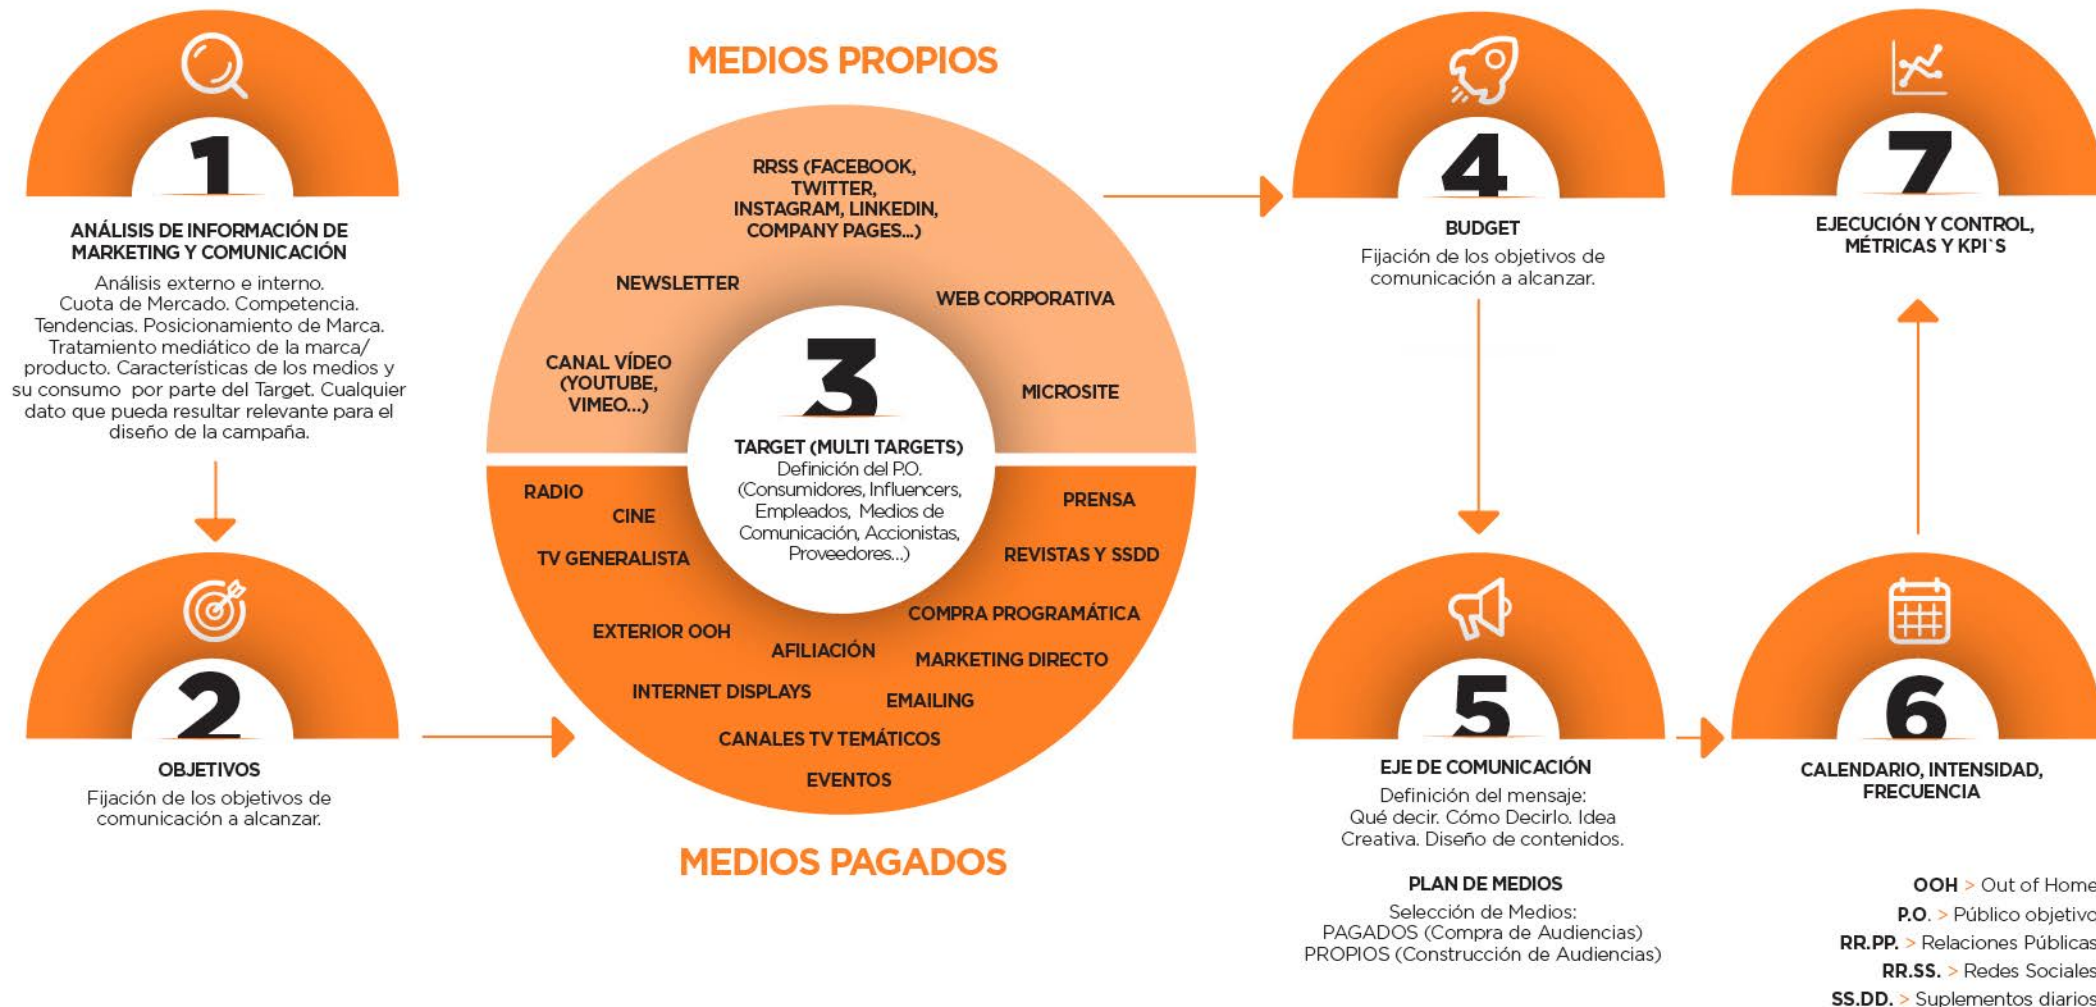 1
ANÁLISIS DE INFORMACIÓN DE
MARKETING Y COMUNICACIÓN
Análisis externo e interno.
Cuota de Mercado. Competencia.
Tendencias. Posicionamiento de Marca.
Tratamiento mediático de la marca/
producto. Características de los medios y
su consumo por parte del Target. Cualquier
dato que pueda resultar relevante para el
diseño de la campaña.
2
OBJETIVOS
Fijación de los objetivos de
comunicación a alcanzar.
MEDIOS PROPIOS
RRSS (FACEBOOK,
TWITTER,
INSTAGRAM, LINKEDIN,
COMPANY PAGES...)
NEWSLETTER
WEB CORPORATIVA
CANAL VÍDEO
(YOUTUBE,
VIMEO...)
MICROSITE
3
TARGET (MULTI TARGETS)
Definición del P.O.
(Consumidores, Influencers,
Empleados, Medios de
Comunicación, Accionistas,
Proveedores...)
RADIO
CINE
TV GENERALISTA
PRENSA
REVISTAS Y SSDD
COMPRA PROGRAMÁTICA
EXTERIOR OOH
AFILIACIÓN
MARKETING DIRECTO
INTERNET DISPLAYS
EMAILING
CANALES TV TEMÁTICOS
EVENTOS
MEDIOS PAGADOS
4
BUDGET
Fijación de los objetivos de
comunicación a alcanzar.
5
EJE DE COMUNICACIÓN
Definición del mensaje:
Qué decir. Cómo Decirlo. Idea
Creativa. Diseño de contenidos.
PLAN DE MEDIOS
Selección de Medios:
PAGADOS (Compra de Audiencias)
PROPIOS (Construcción de Audiencias)
6
CALENDARIO, INTENSIDAD,
FRECUENCIA
7
EJECUCIÓN Y CONTROL,
MÉTRICAS Y KPI`S
OOH > Out of Home
P.O. > Público objetivo
RR.PP. > Relaciones Públicas
RR.SS. > Redes Sociales
SS.DD. > Suplementos diarios